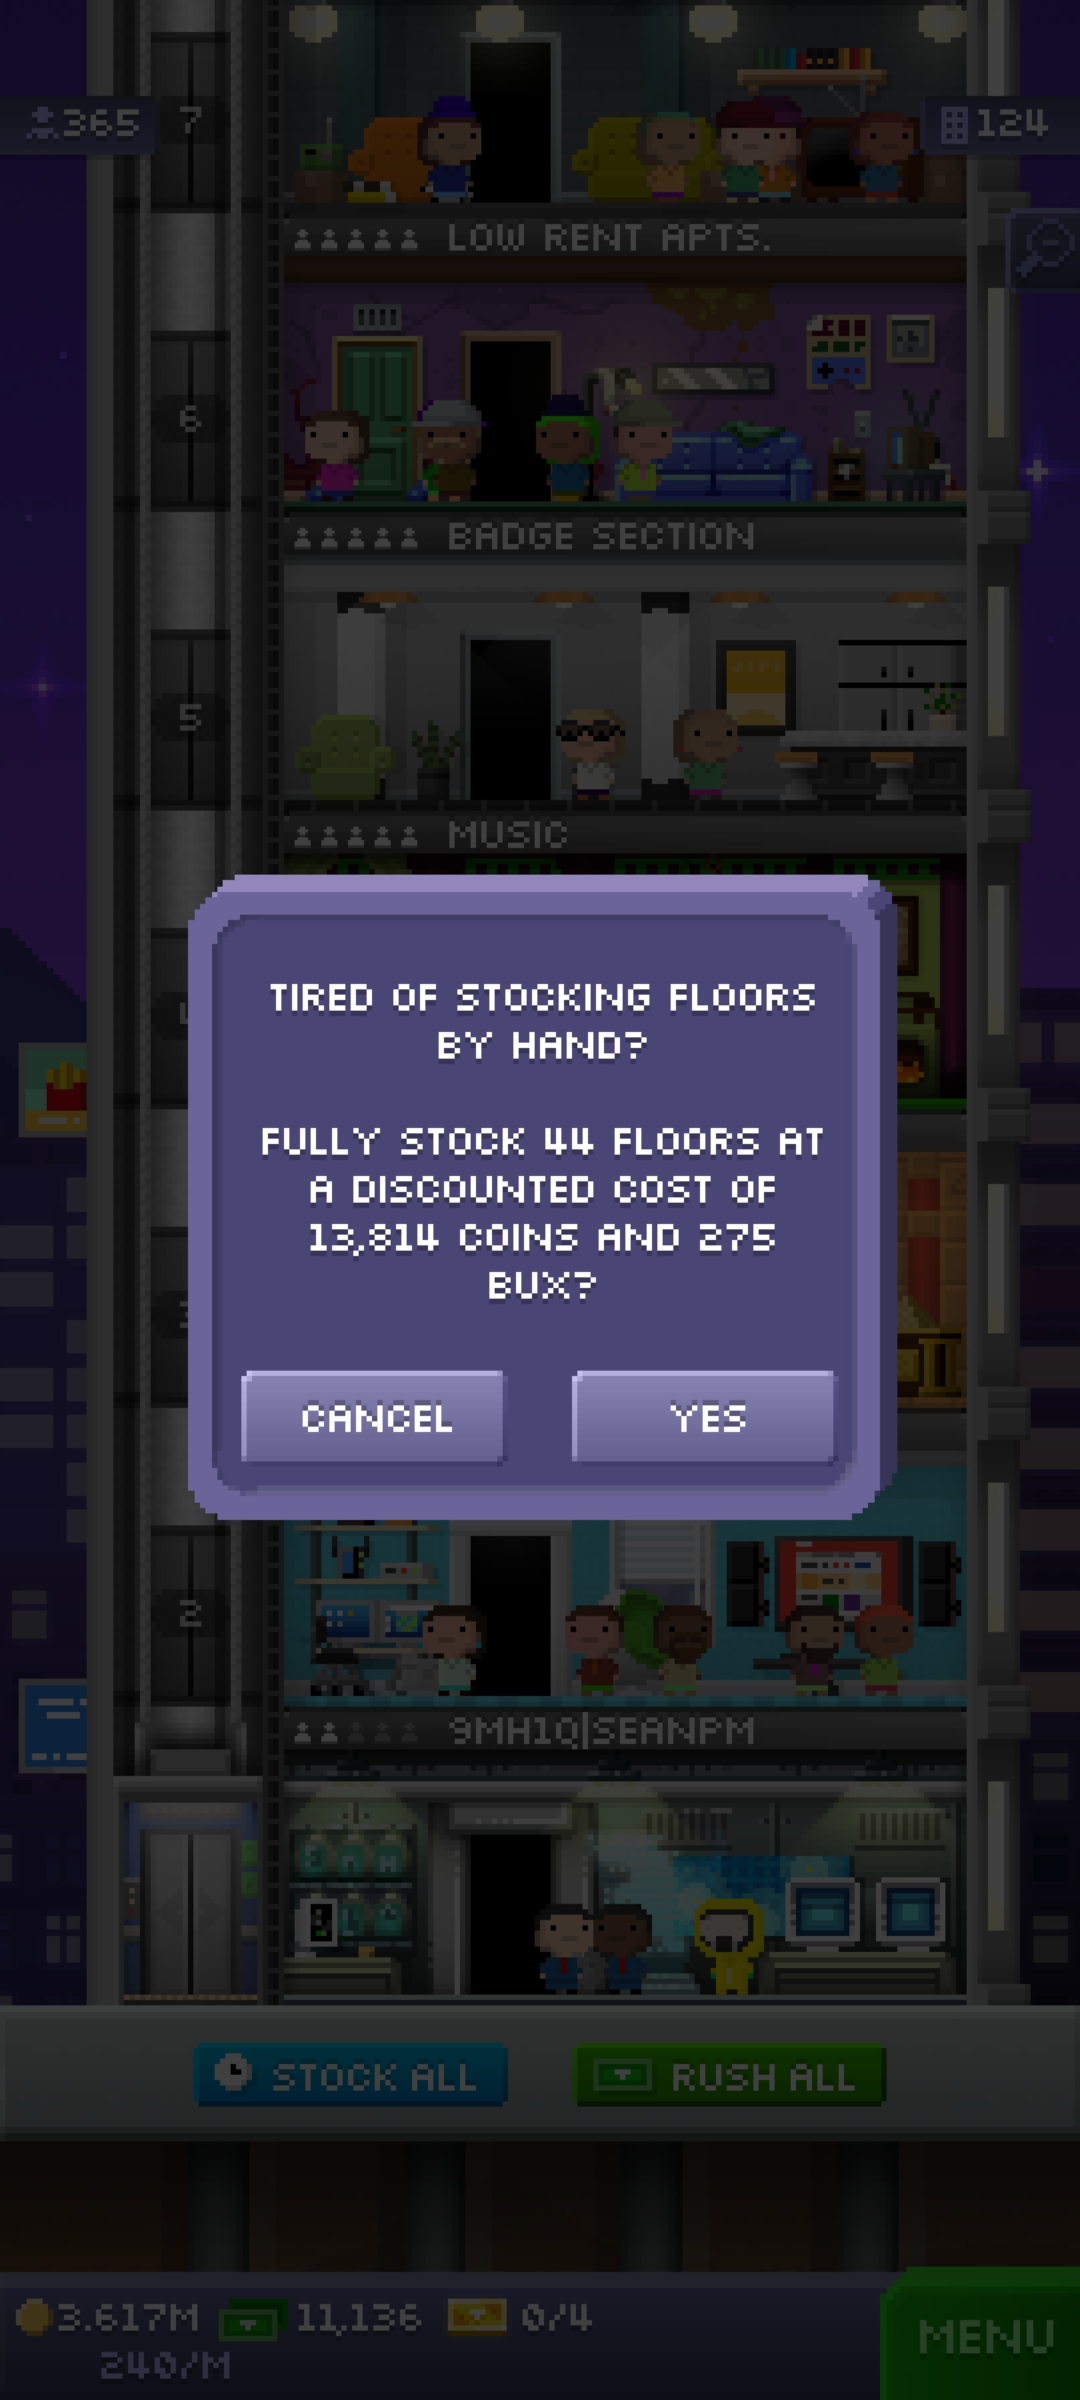 365
7
124
LOW RENT APTS.
6
BADGE SECTION
5
MUSIC
TIRED OF STOCKING FLOORS
BY HAND?
FULLY STOCK 44 FLOORS AT
A DISCOUNTED COST OF
13,814 COINS AND 275
BUX?
CANCEL
YES
2
9MH1Q|SEANPM
STOCK ALL
RUSH ALL
3.617M
11,136
0/4
240/M
MENU